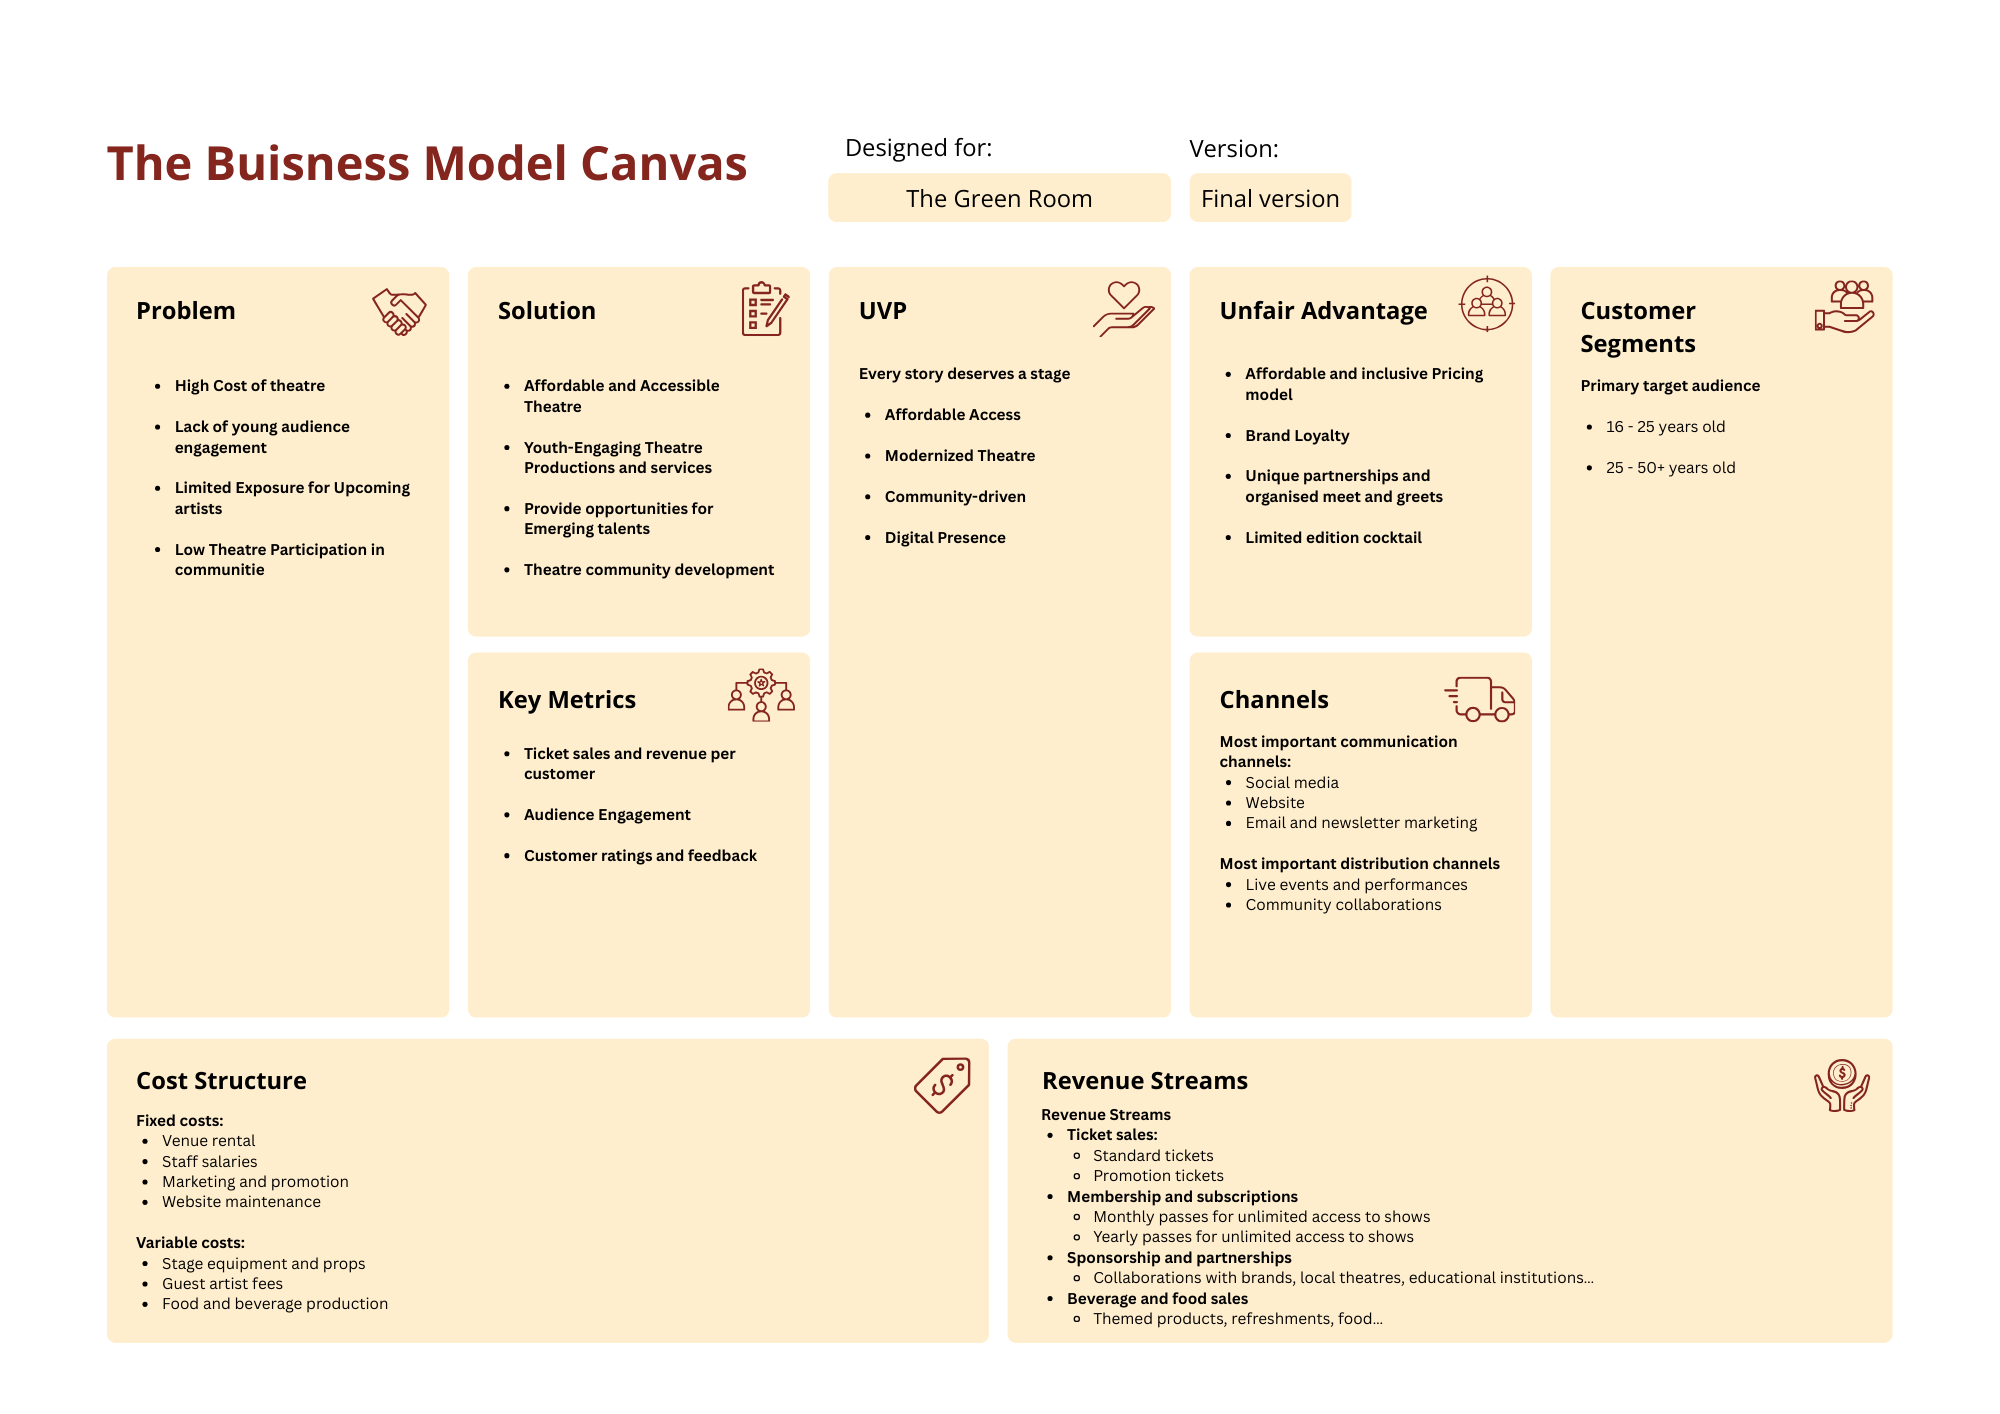 The Buisness Model Canvas
Designed for:
The Green Room
Version:
Final version
Problem
• High Cost of theatre
• Lack of young audience
engagement
• Limited Exposure for Upcoming
artists
• Low Theatre Participation in
communitie
Solution
• Affordable and Accessible
Theatre
• Youth-Engaging Theatre
Productions and services
• Provide opportunities for
Emerging talents
• Theatre community development
Key Metrics
• Ticket sales and revenue per
customer
• Audience Engagement
• Customer ratings and feedback
UVP
Every story deserves a stage
• Affordable Access
• Modernized Theatre
• Community-driven
• Digital Presence
Unfair Advantage
• Affordable and inclusive Pricing
model
• Brand Loyalty
• Unique partnerships and
organised meet and greets
• Limited edition cocktail
Channels
Most important communication
channels:
• Social media
• Website
• Email and newsletter marketing
Most important distribution channels
• Live events and performances
• Community collaborations
Customer
Segments
Primary target audience
• 16 - 25 years old
• 25 - 50+ years old
Cost Structure
Fixed costs:
• Venue rental
• Staff salaries
• Marketing and promotion
• Website maintenance
Variable costs:
• Stage equipment and props
• Guest artist fees
• Food and beverage production
Revenue Streams
Revenue Streams
• Ticket sales:
◦ Standard tickets
◦ Promotion tickets
• Membership and subscriptions
◦ Monthly passes for unlimited access to shows
◦ Yearly passes for unlimited access to shows
• Sponsorship and partnerships
◦ Collaborations with brands, local theatres, educational institutions...
• Beverage and food sales
◦ Themed products, refreshments, food...